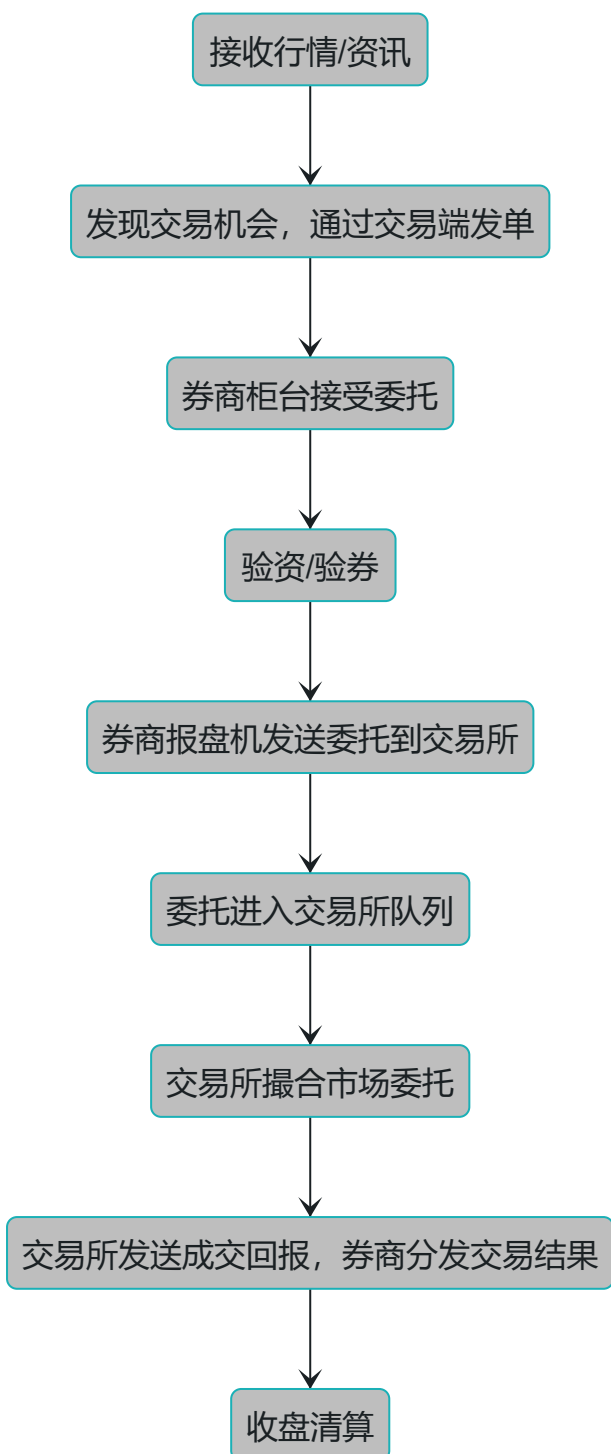 接收行情/资讯
发现交易机会，通过交易端发单
券商柜台接受委托
验资/验券
券商报盘机发送委托到交易所
委托进入交易所队列
交易所撮合市场委托
交易所发送成交回报，券商分发交易结果
收盘清算